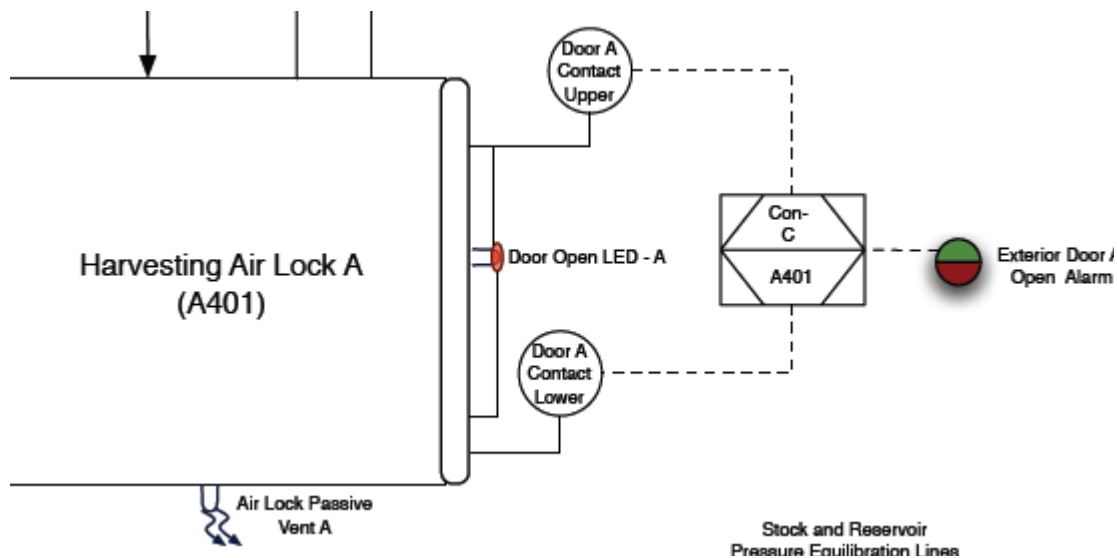 Door A
Contact
Upper
Con-
C
A401
Harvesting Air Lock A
(A401)
Door Open LED - A
Exterior Door A
Open Alarm
Door A
Contact
Lower
Air Lock Passive
Vent A
Stock and Reservoir
Pressure Equilibration Lines